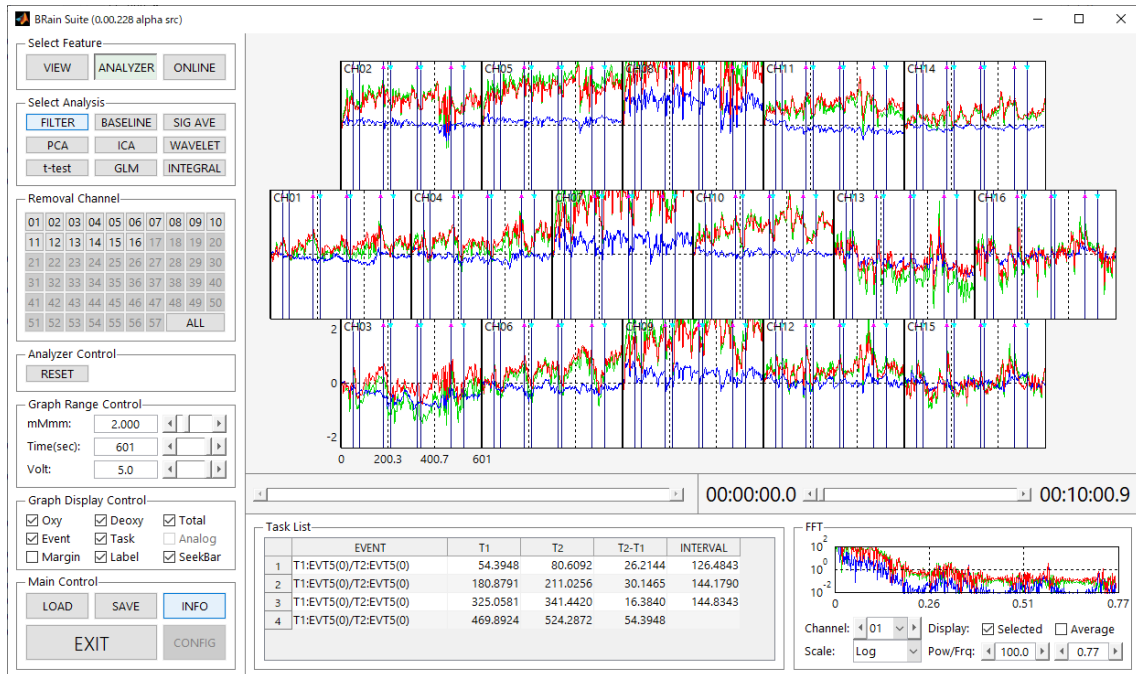 BRain Suite (0.00.228 alpha src)
Select Feature
VIEW ANALYZER ONLINE
Select Analysis
FILTER BASELINE SIG AVE
PCA ICA WAVELET
t-test GLM INTEGRAL
Removal Channel
01 02 03 04 05 06 07 08 09 10
11 12 13 14 15 16 17 18 19 20
21 22 23 24 25 26 27 28 29 30
31 32 33 34 35 36 37 38 39 40
41 42 43 44 45 46 47 48 49 50
51 52 53 54 55 56 57 ALL
Analyzer Control
RESET
Graph Range Control
mMmm: 2.000
Time(sec): 601
Volt: 5.0
Graph Display Control
Oxy Deoxy Total
Event Task Analog
Margin Label SeekBar
Main Control
LOAD SAVE INFO
EXIT CONFIG
CH02 CH05 CH08 CH11 CH14
CH01 CH04 CH07 CH10 CH13 CH16
CH03 CH06 CH09 CH12 CH15
2
0
-2
0 200.3 400.7 601
00:00:00.0 00:10:00.9
Task List
EVENT T1 T2 T2-T1 INTERVAL
1 T1:EVT5(0)/T2:EVT5(0) 54.3948 80.6092 26.2144 126.4843
2 T1:EVT5(0)/T2:EVT5(0) 180.8791 211.0256 30.1465 144.1790
3 T1:EVT5(0)/T2:EVT5(0) 325.0581 341.4420 16.3840 144.8343
4 T1:EVT5(0)/T2:EVT5(0) 469.8924 524.2872 54.3948
FFT
10^2
10^0
10^-2
0 0.26 0.51 0.77
Channel: 01 Display: Selected Average
Scale: Log Pow/Frq: 100.0 0.77